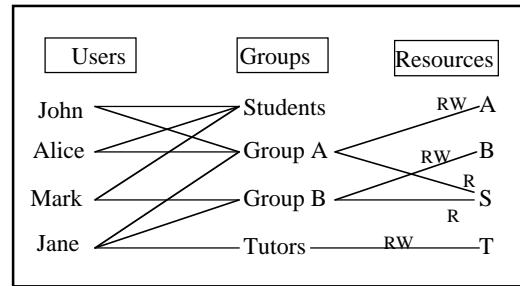 Users Groups Resources
John Students RW A
Alice Group A RW B
Mark Group B R S
R
Jane Tutors RW T